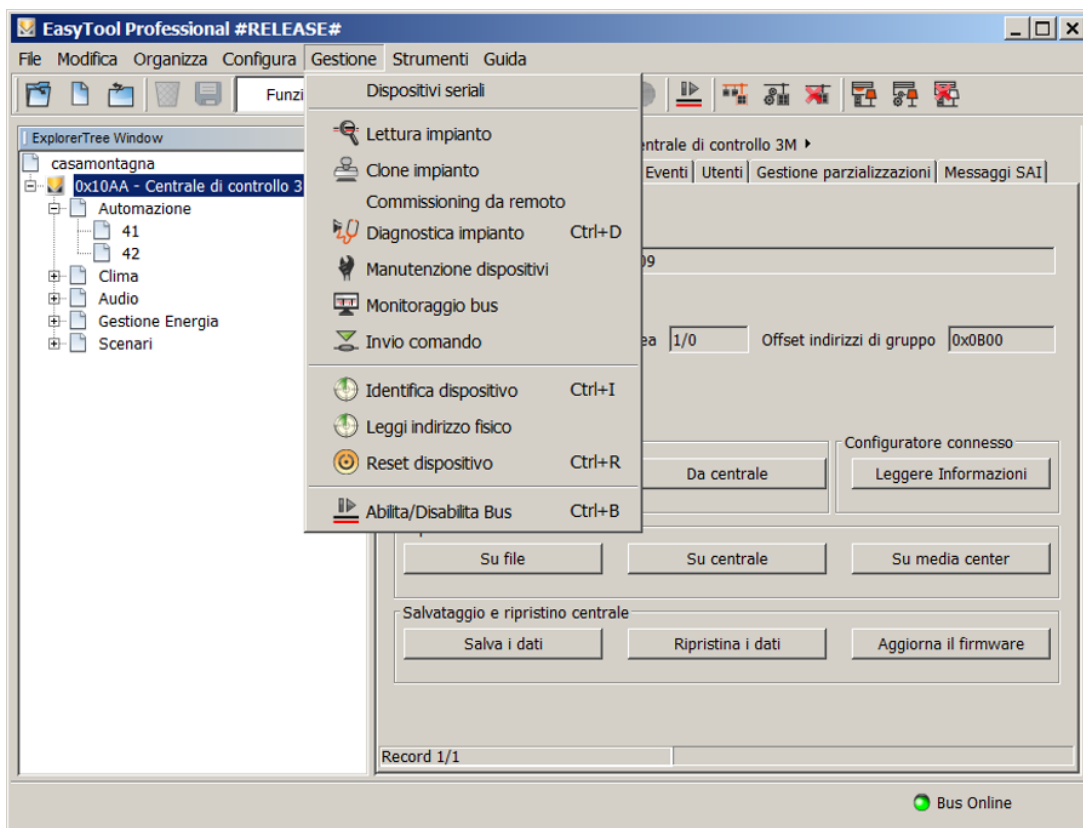 EasyTool Professional #RELEASE#
File Modifica Organizza Configura Gestione Strumenti Guida
Funzi
Dispositivi seriali
Lettura impianto
Clone impianto
Commissioning da remoto
Diagnostica impianto Ctrl+D
Manutenzione dispositivi
Monitoraggio bus
Invio comando
Identifica dispositivo Ctrl+I
Leggi indirizzo fisico
Reset dispositivo Ctrl+R
Abilita/Disabilita Bus Ctrl+B
ExplorerTree Window
casamontagna
0x10AA - Centrale di controllo 3
Automazione
41
42
Clima
Audio
Gestione Energia
Scenari
ntrale di controllo 3M
Eventi Utenti Gestione parzializzazioni Messaggi SAI
09
ea 1/0 Offset indirizzi di gruppo 0x0B00
Configuratore connesso
Da centrale Leggere Informazioni
Su file Su centrale Su media center
Salvataggio e ripristino centrale
Salva i dati Ripristina i dati Aggiorna il firmware
Record 1/1
Bus Online